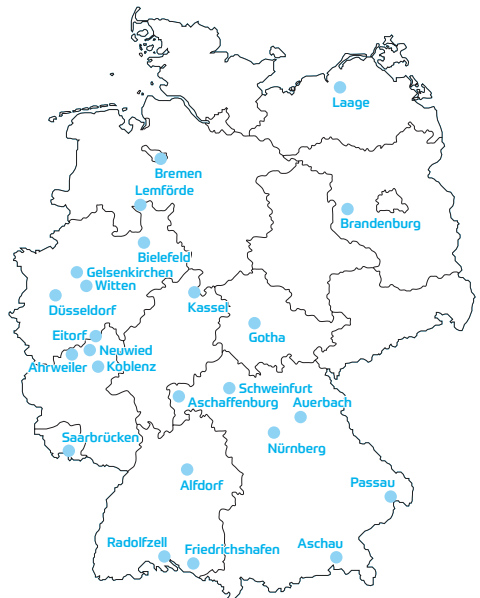 Laage
Bremen
Lemförde
Brandenburg
Bielefeld
Gelsenkirchen
Witten
Düsseldorf
Kassel
Eitorf
Gotha
Neuwied
Ahrweiler
Koblenz
Schweinfurt
Aschaffenburg
Auerbach
Saarbrücken
Nürnberg
Alfdorf
Passau
Radolfzell
Friedrichshafen
Aschau